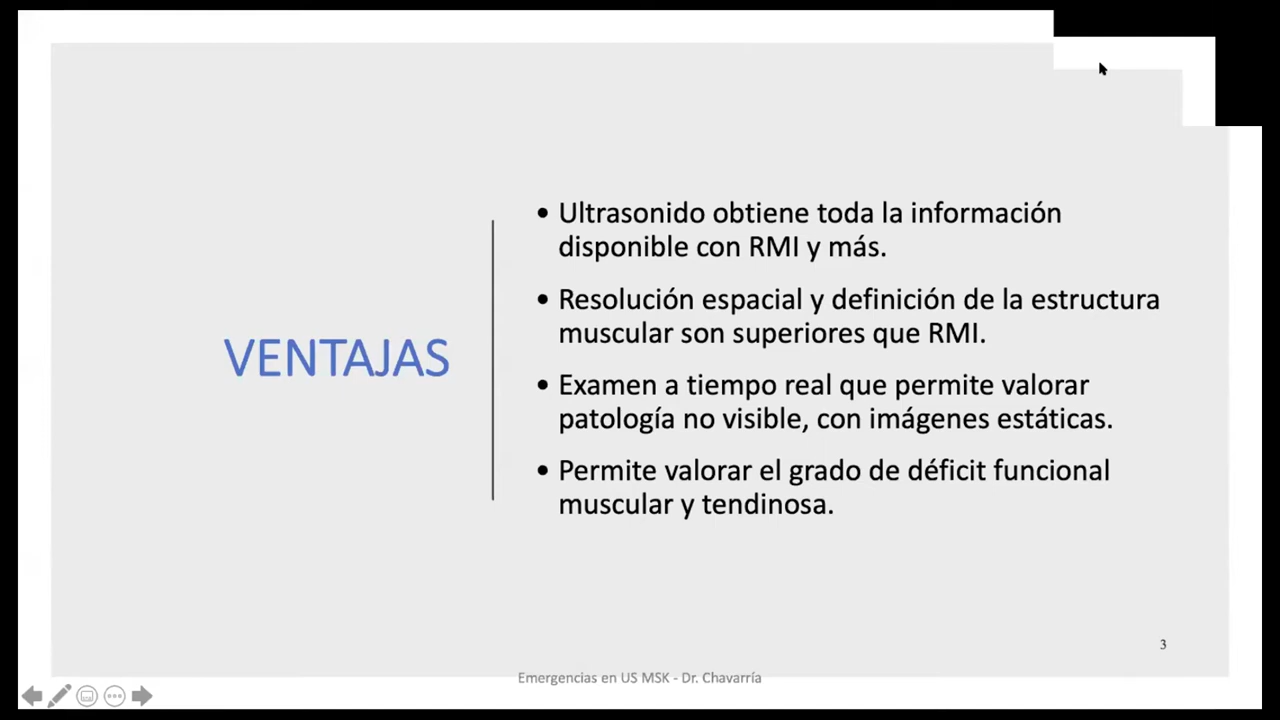 VENTAJAS
• Ultrasonido obtiene toda la información
disponible con RMI y más.
• Resolución espacial y definición de la estructura
muscular son superiores que RMI.
• Examen a tiempo real que permite valorar
patología no visible, con imágenes estáticas.
• Permite valorar el grado de déficit funcional
muscular y tendinosa.
3
Emergencias en US MSK - Dr. Chavarría